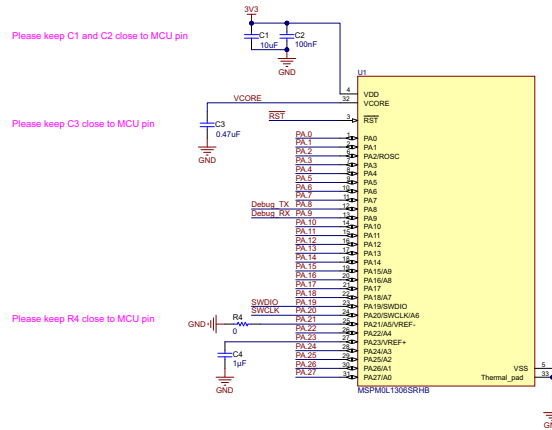 3V3
Please keep C1 and C2 close to MCU pin
C1
10uF
C2
100nF
GND
U1
4 VDD
VCORE 32 VCORE
RST 3 RST
Please keep C3 close to MCU pin
C3
0.47uF
GND
PA.0 1 PA0
PA.1 2 PA1
PA.2 6 PA2/ROSC
PA.3 7 PA3
PA.4 8 PA4
PA.5 9 PA5
PA.6 10 PA6
PA.7 11 PA7
Debug_TX PA.8 12 PA8
Debug_RX PA.9 13 PA9
PA.10 14 PA10
PA.11 15 PA11
PA.12 16 PA12
PA.13 17 PA13
PA.14 18 PA14
PA.15 19 PA15/A9
PA.16 20 PA16/A8
PA.17 21 PA17
PA.18 22 PA18/A7
SWDIO PA.19 23 PA19/SWDIO
SWCLK PA.20 24 PA20/SWCLK/A6
Please keep R4 close to MCU pin
GND R4 0 PA.21 25 PA21/A5/VREF-
PA.22 26 PA22/A4
PA.23 27 PA23/VREF+
PA.24 28 PA24/A3
PA.25 29 PA25/A2
PA.26 30 PA26/A1
PA.27 31 PA27/A0
C4
1µF
GND
VSS 5
Thermal_pad 33
MSPM0L1306SRHB